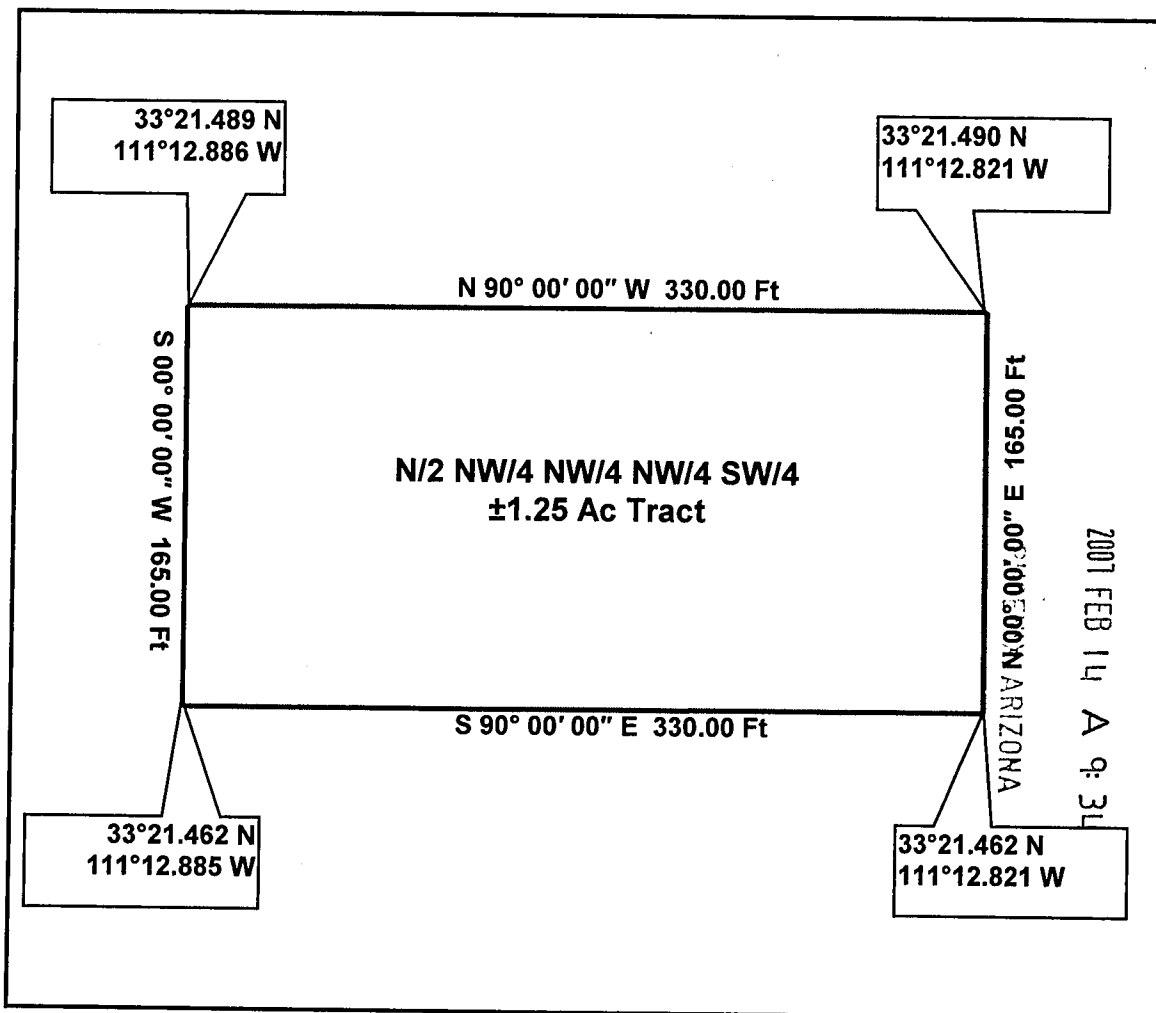 33°21.489 N
111°12.886 W
33°21.490 N
111°12.821 W
N 90° 00' 00" W 330.00 Ft
S 00° 00' 00" W 165.00 Ft
N/2 NW/4 NW/4 NW/4 SW/4
±1.25 Ac Tract
N 00° 00' 00" E 165.00 Ft
ARIZONA
2007 FEB 14 A 9: 34
S 90° 00' 00" E 330.00 Ft
33°21.462 N
111°12.885 W
33°21.462 N
111°12.821 W